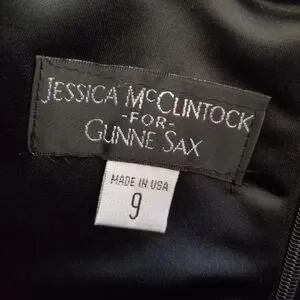 JESSICA McCLINTOCK
-FOR-
GUNNE SAX
MADE IN USA
9